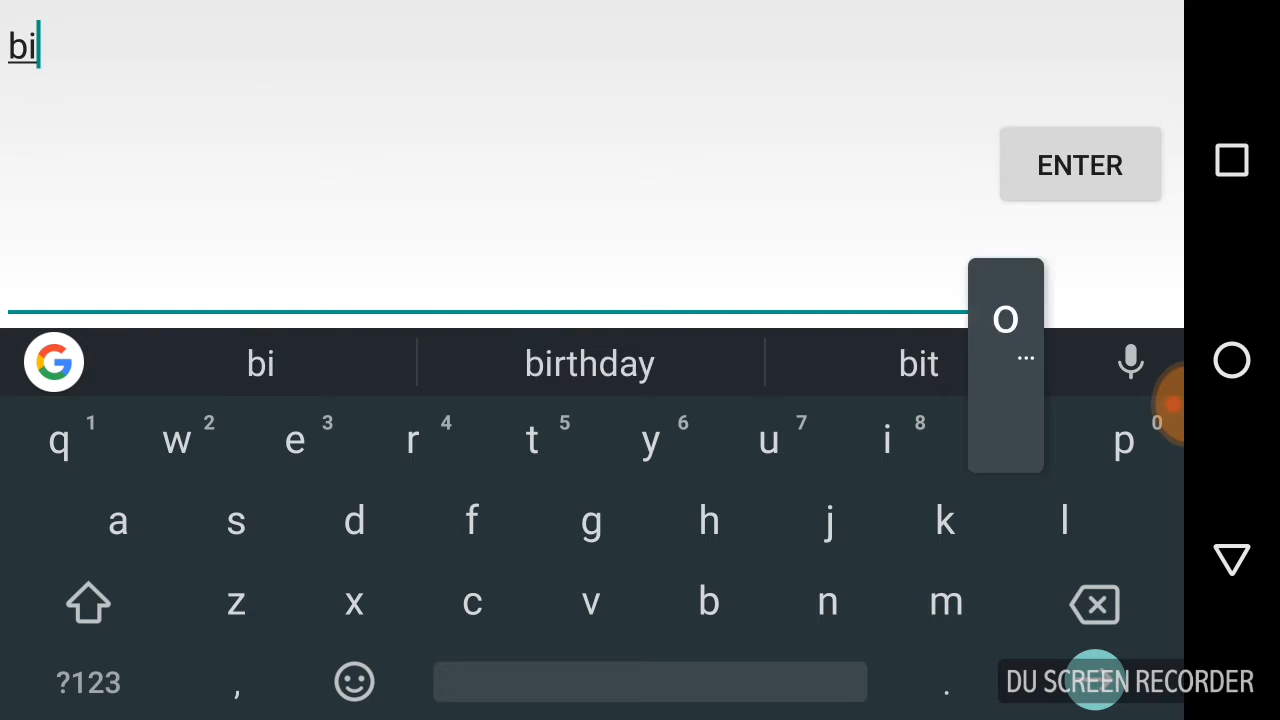 bi
ENTER
o
...
G bi birthday bit
q 1 w 2 e 3 r 4 t 5 y 6 u 7 i 8 p 0
a s d f g h j k l
z x c v b n m
?123 , . DU SCREEN RECORDER